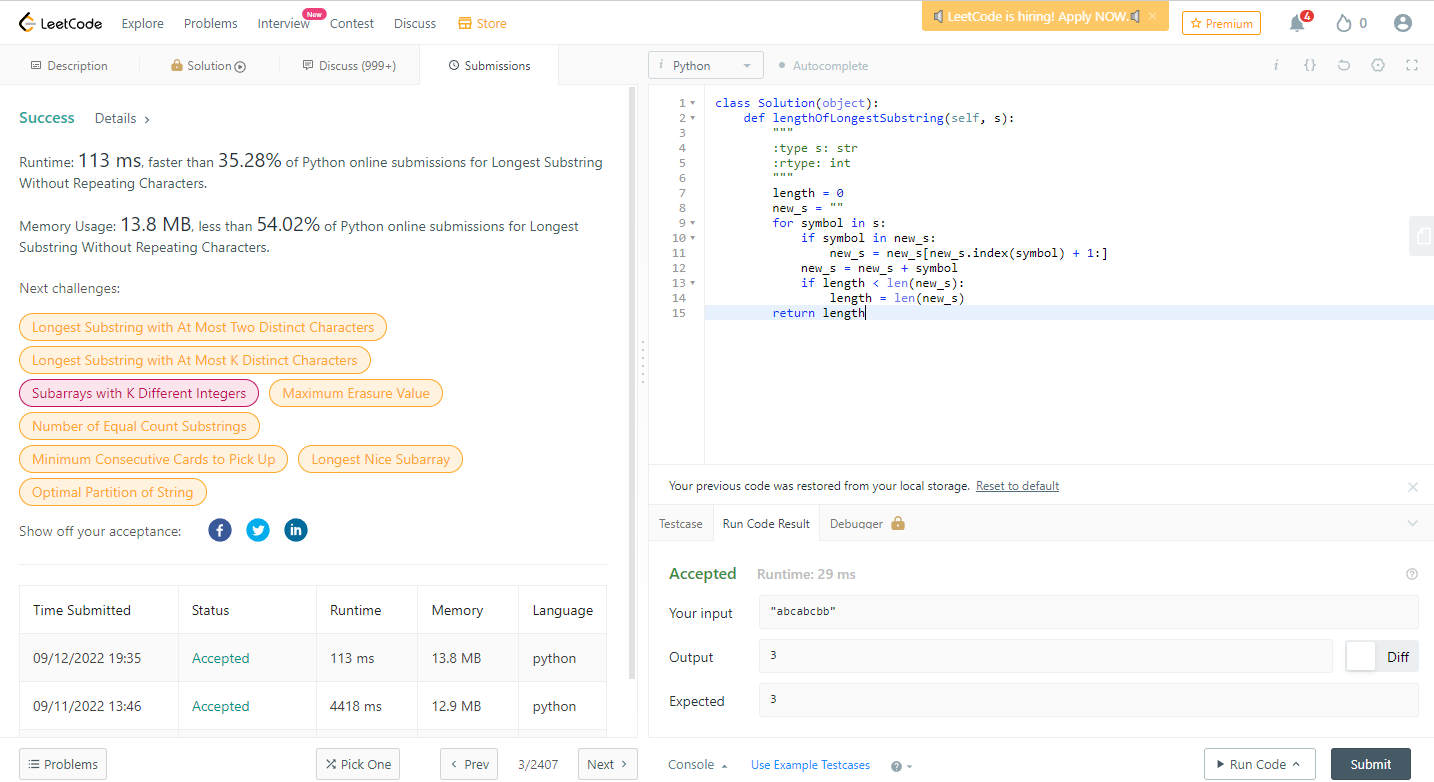 LeetCode Explore Problems Interview New Contest Discuss Store LeetCode is hiring! Apply NOW. × Premium 4 0
Description Solution Discuss (999+) Submissions
i Python Autocomplete i {}
Success Details >
Runtime: 113 ms, faster than 35.28% of Python online submissions for Longest Substring
Without Repeating Characters.
Memory Usage: 13.8 MB, less than 54.02% of Python online submissions for Longest
Substring Without Repeating Characters.
Next challenges:
Longest Substring with At Most Two Distinct Characters
Longest Substring with At Most K Distinct Characters
Subarrays with K Different Integers Maximum Erasure Value
Number of Equal Count Substrings
Minimum Consecutive Cards to Pick Up Longest Nice Subarray
Optimal Partition of String
Show off your acceptance:
Time Submitted Status Runtime Memory Language
09/12/2022 19:35 Accepted 113 ms 13.8 MB python
09/11/2022 13:46 Accepted 4418 ms 12.9 MB python
Problems Pick One < Prev 3/2407 Next >
1 class Solution(object):
2 def lengthOfLongestSubstring(self, s):
3 """
4 :type s: str
5 :rtype: int
6 """
7 length = 0
8 new_s = ""
9 for symbol in s:
10 if symbol in new_s:
11 new_s = new_s[new_s.index(symbol) + 1:]
12 new_s = new_s + symbol
13 if length < len(new_s):
14 length = len(new_s)
15 return length
Your previous code was restored from your local storage. Reset to default
Testcase Run Code Result Debugger
Accepted Runtime: 29 ms
Your input "abcabcbb"
Output 3 Diff
Expected 3
Console Use Example Testcases ? Run Code Submit